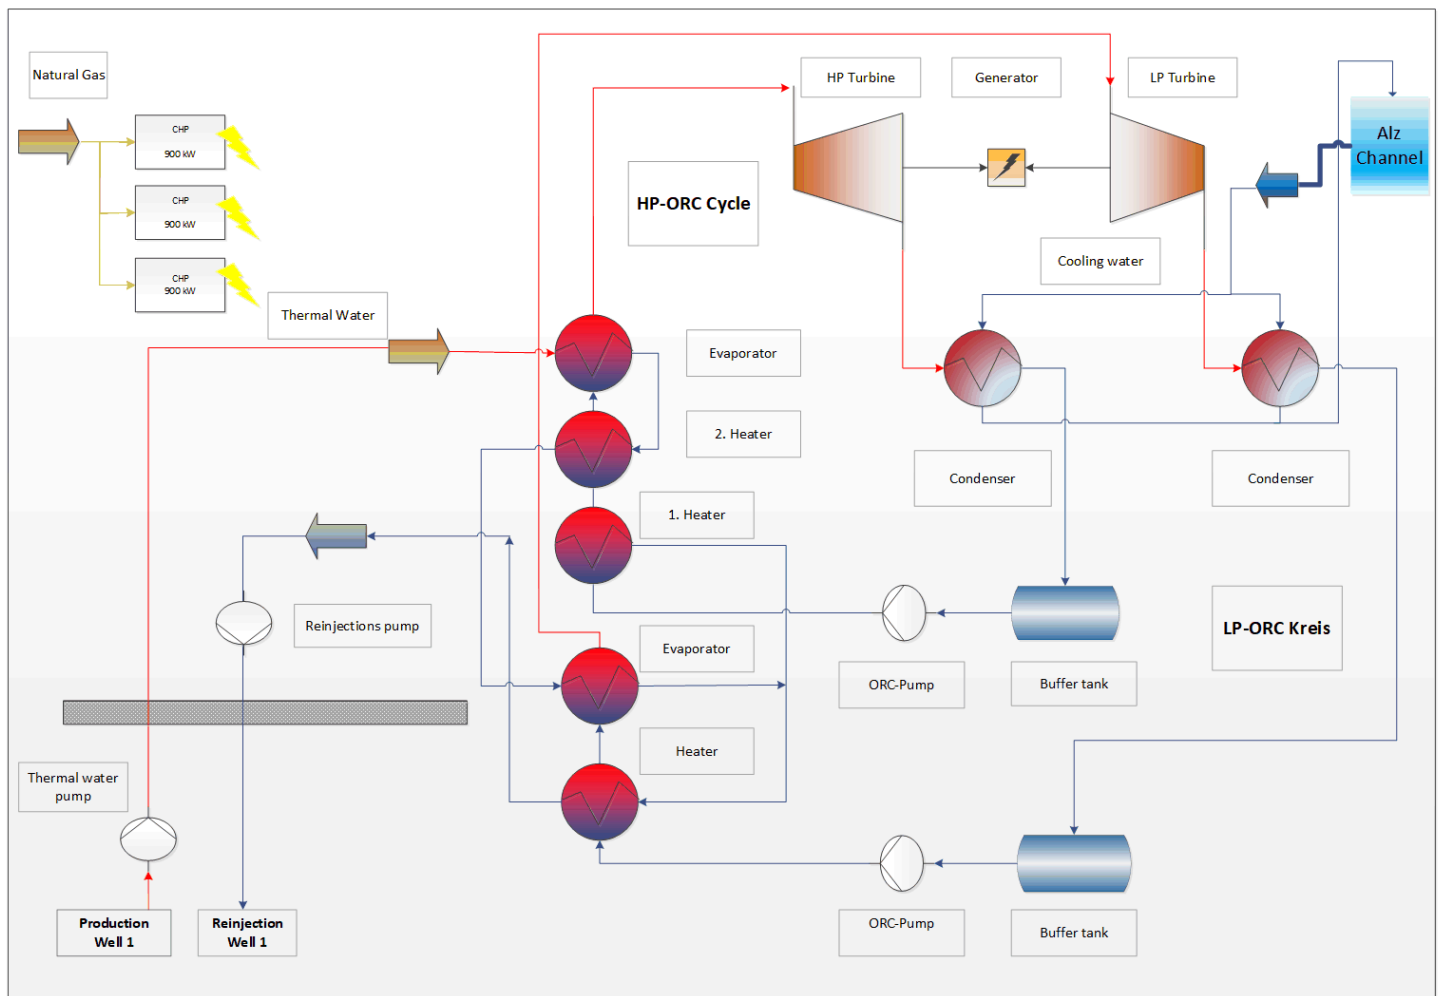 Natural Gas
HP Turbine
Generator
LP Turbine
CHP
900 kW
Alz
Channel
CHP
900 kW
HP-ORC Cycle
Cooling water
CHP
900 kW
Thermal Water
Evaporator
2. Heater
Condenser
Condenser
1. Heater
Reinjections pump
LP-ORC Kreis
Evaporator
ORC-Pump
Buffer tank
Heater
Thermal water
pump
Production
Well 1
Reinjection
Well 1
ORC-Pump
Buffer tank